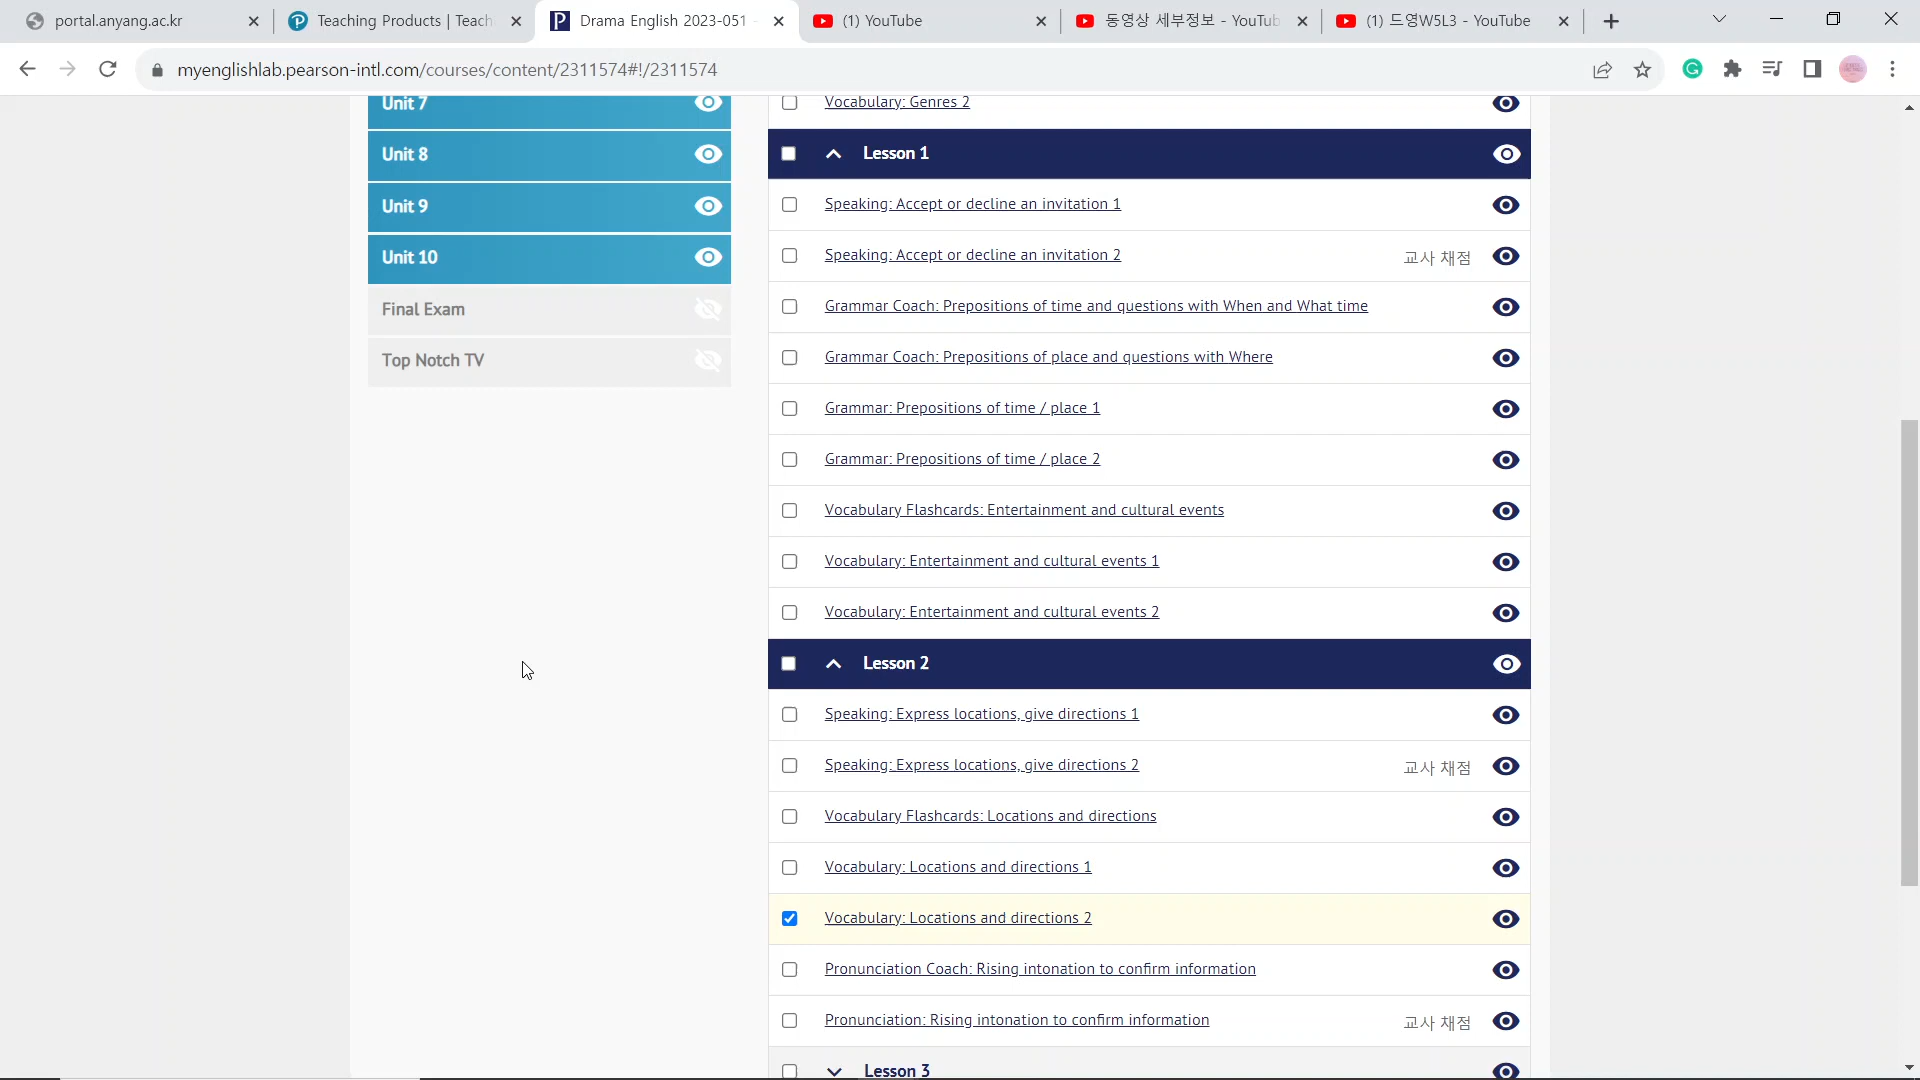 portal.anyang.ac.kr
Teaching Products | Teach
Drama English 2023-051 -
(1) YouTube
동영상 세부정보 - YouTub
(1) 드영W5L3 - YouTube
myenglishlab.pearson-intl.com/courses/content/2311574#!/2311574
Unit 7
Unit 8
Unit 9
Unit 10
Final Exam
Top Notch TV
Vocabulary: Genres 2
Lesson 1
Speaking: Accept or decline an invitation 1
Speaking: Accept or decline an invitation 2
교사 채점
Grammar Coach: Prepositions of time and questions with When and What time
Grammar Coach: Prepositions of place and questions with Where
Grammar: Prepositions of time / place 1
Grammar: Prepositions of time / place 2
Vocabulary Flashcards: Entertainment and cultural events
Vocabulary: Entertainment and cultural events 1
Vocabulary: Entertainment and cultural events 2
Lesson 2
Speaking: Express locations, give directions 1
Speaking: Express locations, give directions 2
교사 채점
Vocabulary Flashcards: Locations and directions
Vocabulary: Locations and directions 1
Vocabulary: Locations and directions 2
Pronunciation Coach: Rising intonation to confirm information
Pronunciation: Rising intonation to confirm information
교사 채점
Lesson 3